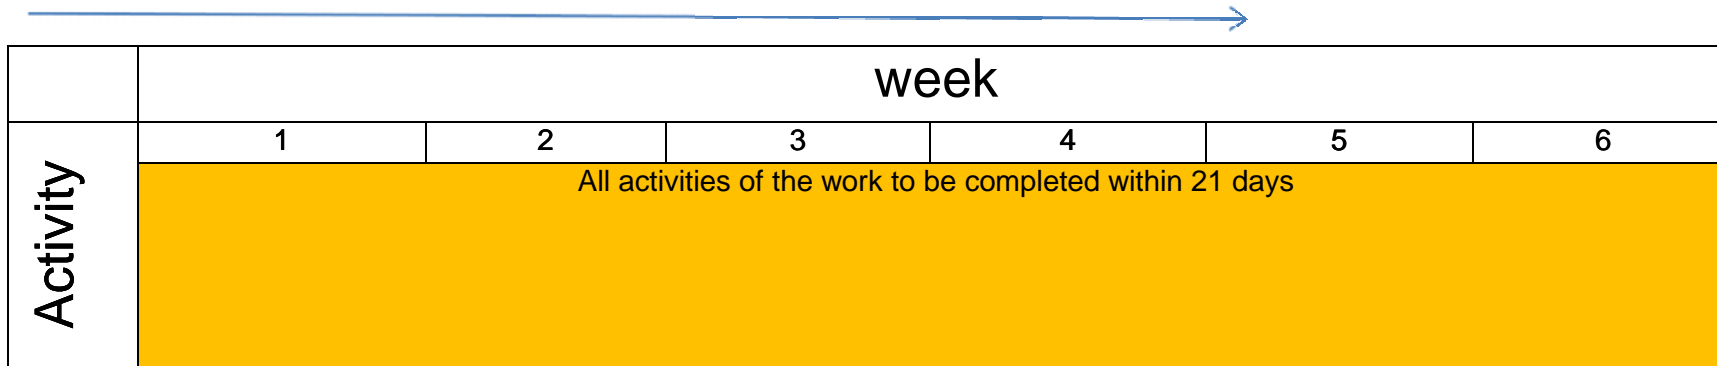 week
1 2 3 4 5 6
Activity
All activities of the work to be completed within 21 days